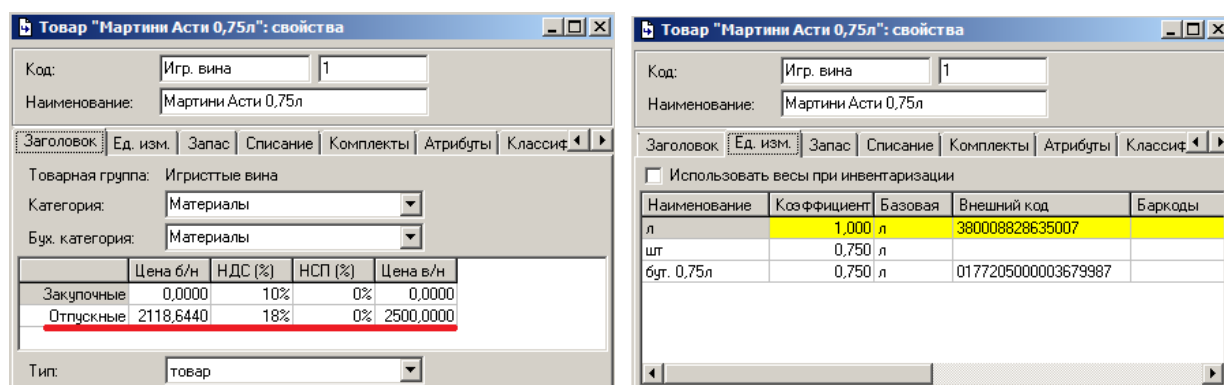 Товар "Мартини Асти 0,75л": свойства
Код: Игр. вина 1
Наименование: Мартини Асти 0,75л
Заголовок Ед. изм. Запас Списание Комплекты Атрибуты Классиф
Товарная группа: Игристтые вина
Категория: Материалы
Бух. категория: Материалы
Цена б/н НДС (%) НСП (%) Цена в/н
Закупочные 0,0000 10% 0% 0,0000
Отпускные 2118,6440 18% 0% 2500,0000
Тип: товар
Товар "Мартини Асти 0,75л": свойства
Код: Игр. вина 1
Наименование: Мартини Асти 0,75л
Заголовок Ед. изм. Запас Списание Комплекты Атрибуты Классиф
Использовать весы при инвентаризации
Наименование Коэффициент Базовая Внешний код Баркоды
л 1,000 л 380008828635007
шт 0,750 л
бут. 0,75л 0,750 л 0177205000003679987